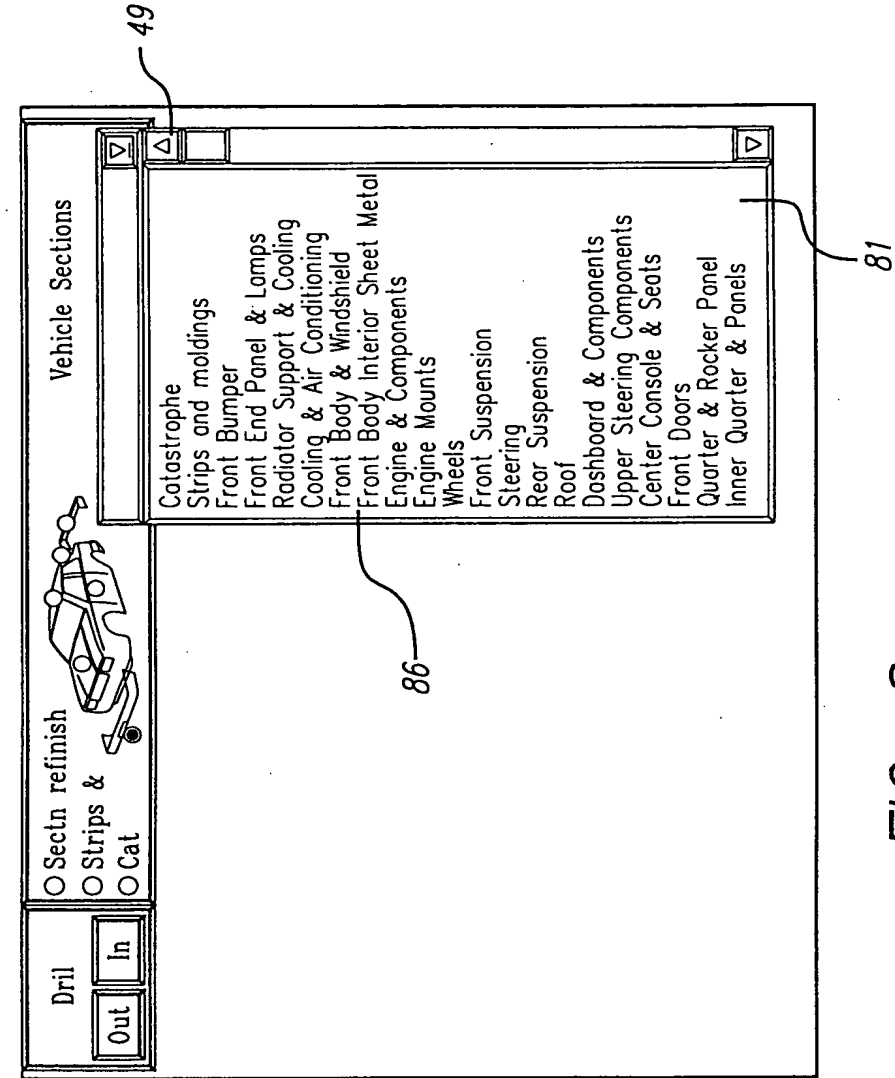 Dril
Out In
Sectn refinish
Strips &
Cat
Vehicle Sections
49
Catastrophe
Strips and moldings
Front Bumper
Front End Panel & Lamps
Radiator Support & Cooling
Cooling & Air Conditioning
Front Body & Windshield
Front Body Interior Sheet Metal
Engine & Components
Engine Mounts
Wheels
Front Suspension
Steering
Rear Suspension
Roof
Dashboard & Components
Upper Steering Components
Center Console & Seats
Front Doors
Quarter & Rocker Panel
Inner Quarter & Panels
86
81